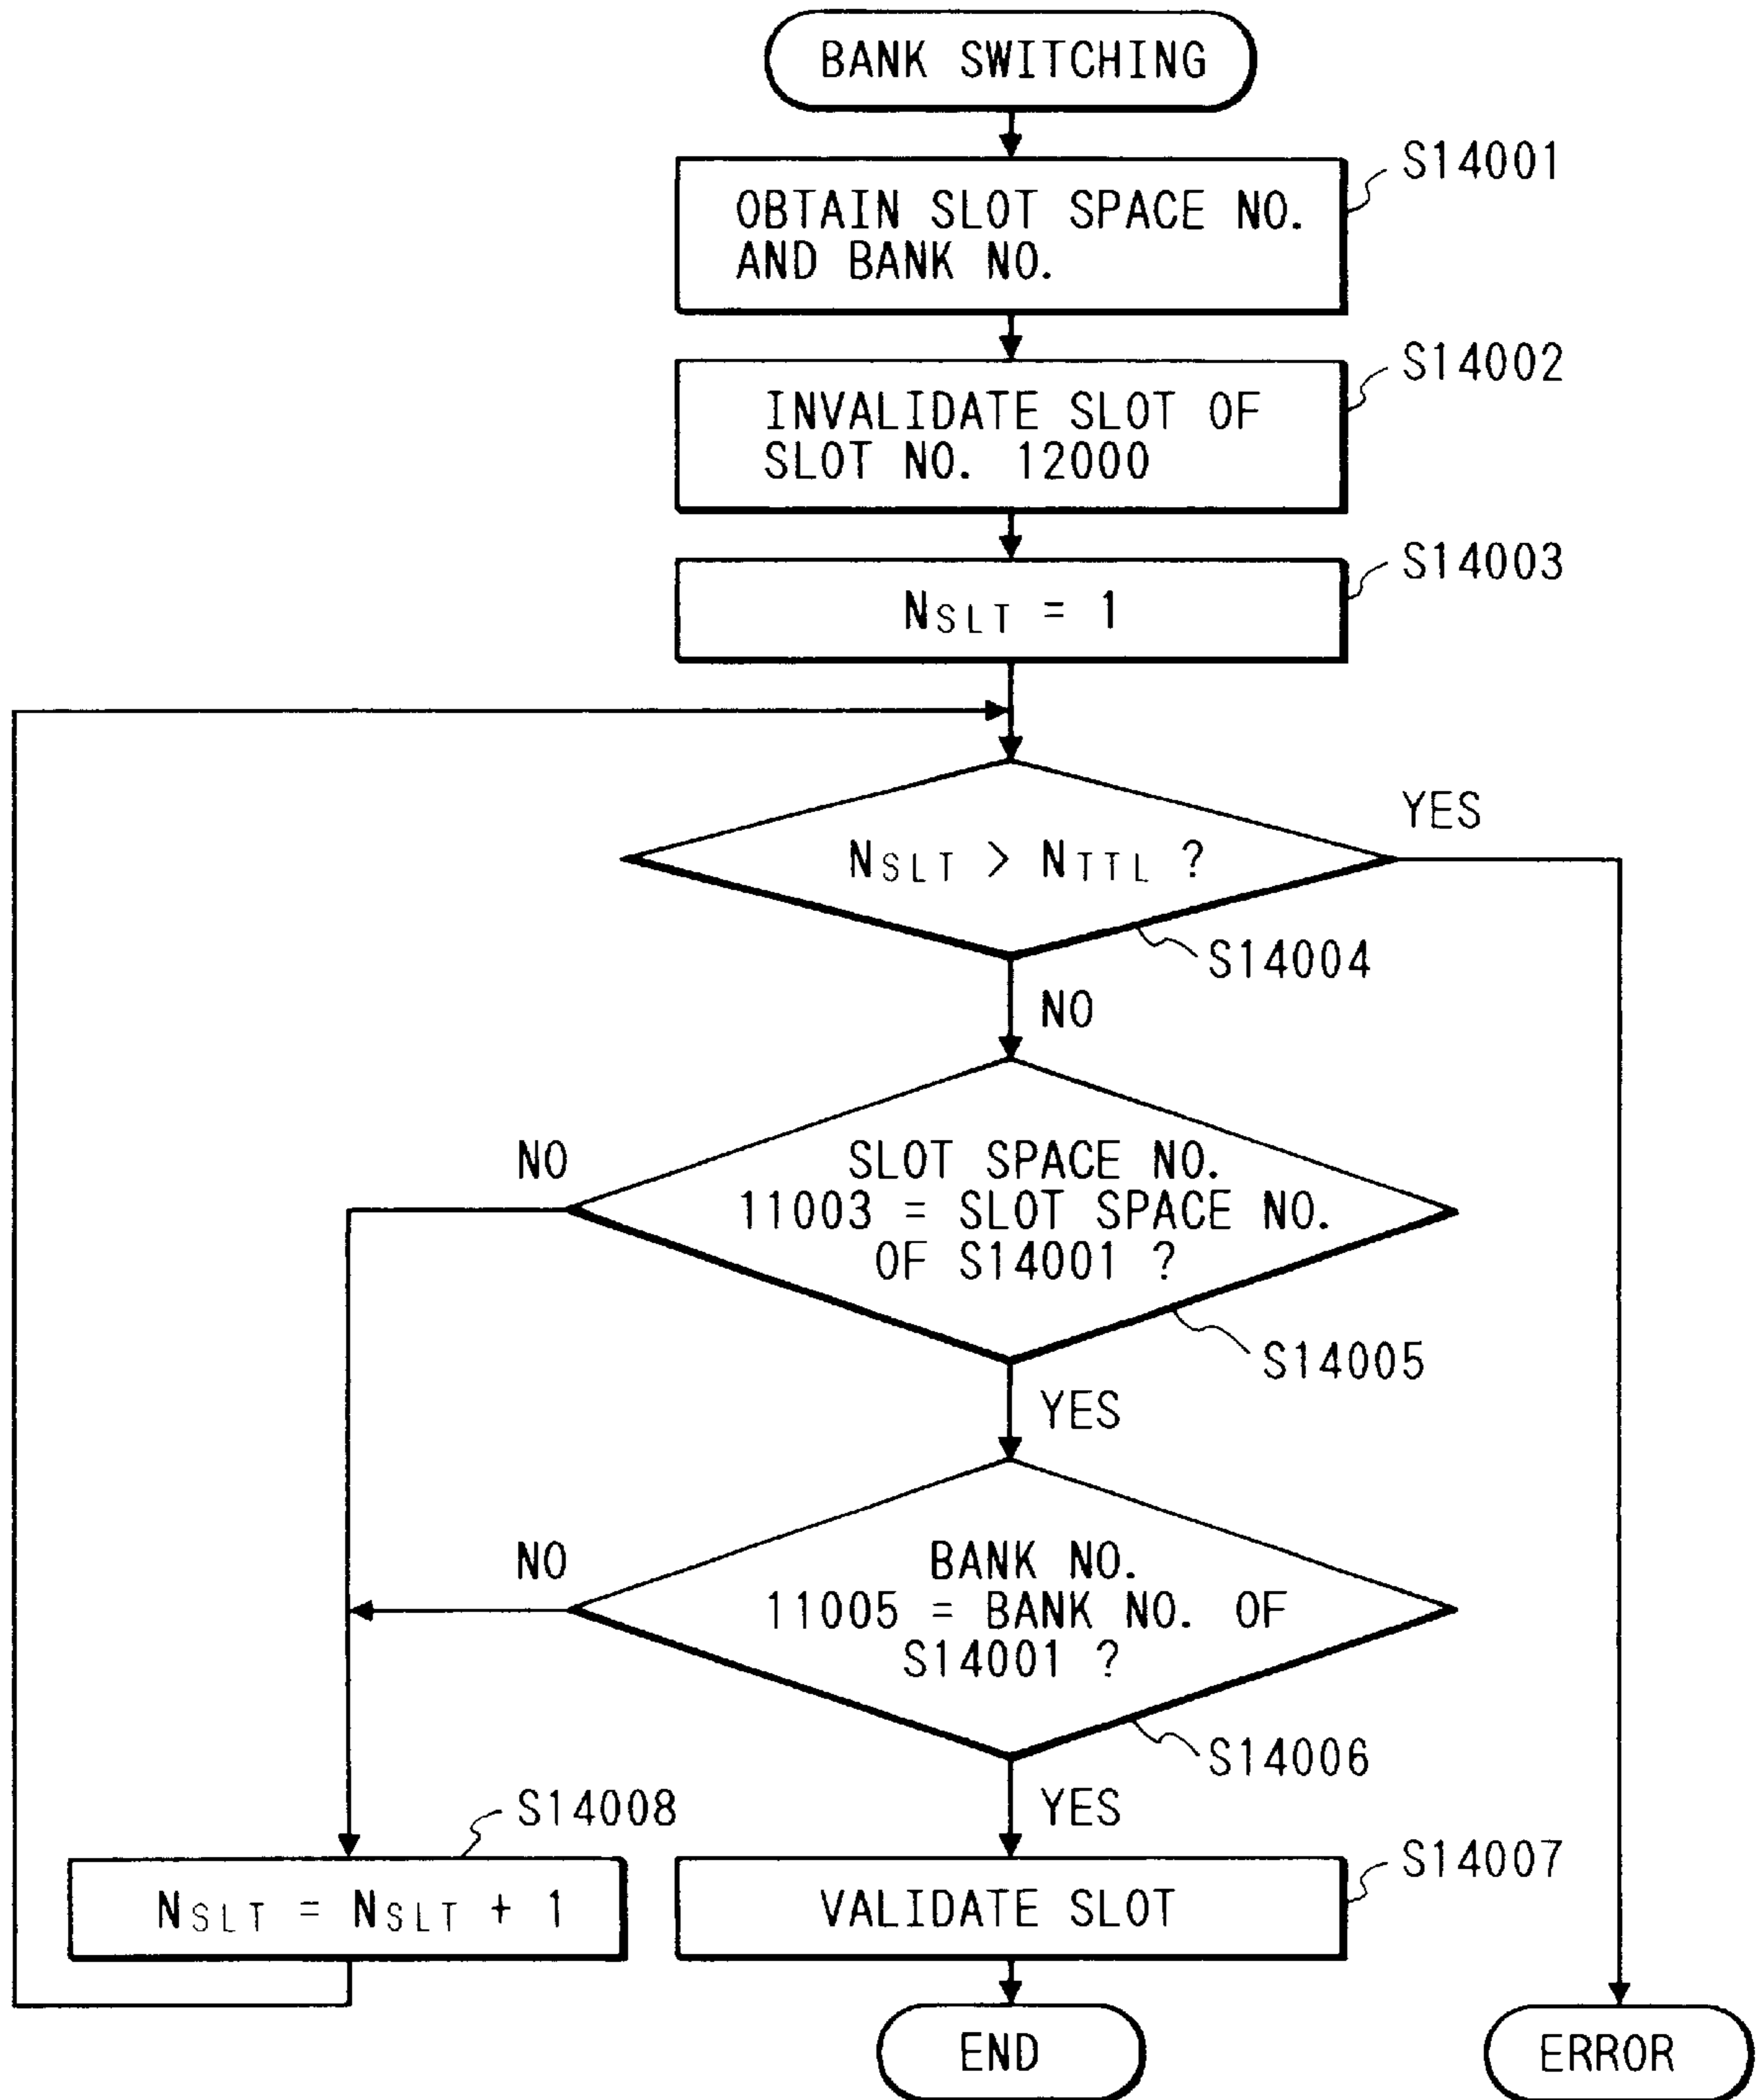 BANK SWITCHING
S14001
OBTAIN SLOT SPACE NO.
AND BANK NO.
S14002
INVALIDATE SLOT OF
SLOT NO. 12000
S14003
NSLT = 1
YES
NSLT > NTTL ?
S14004
NO
NO
SLOT SPACE NO.
11003 = SLOT SPACE NO.
OF S14001 ?
S14005
YES
NO
BANK NO.
11005 = BANK NO. OF
S14001 ?
S14006
YES
S14008
S14007
NSLT = NSLT + 1
VALIDATE SLOT
END
ERROR